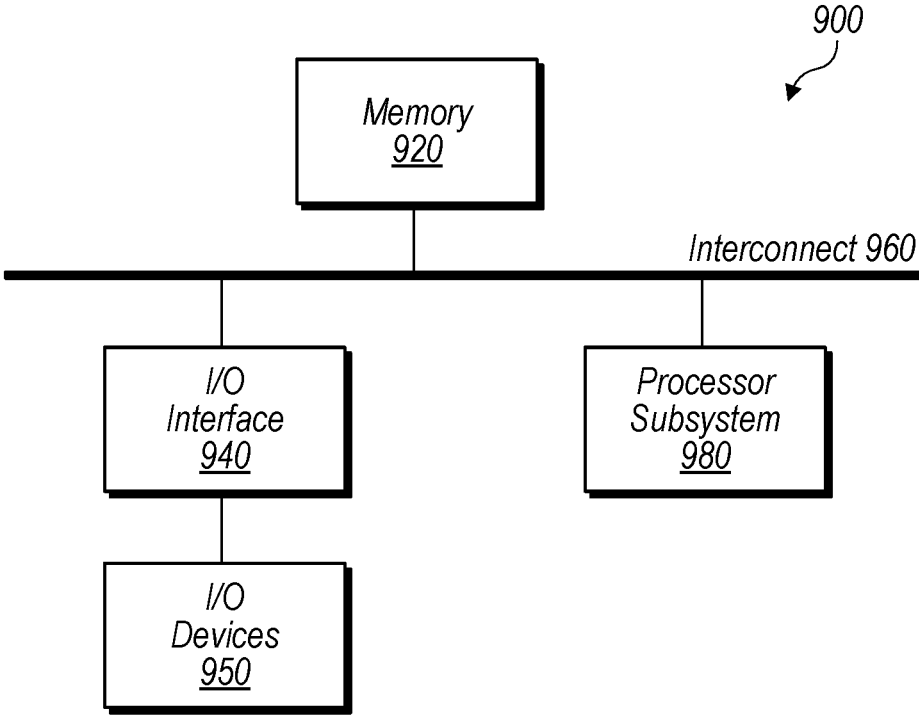 900
Memory
920
Interconnect 960
I/O
Interface
940
Processor
Subsystem
980
I/O
Devices
950